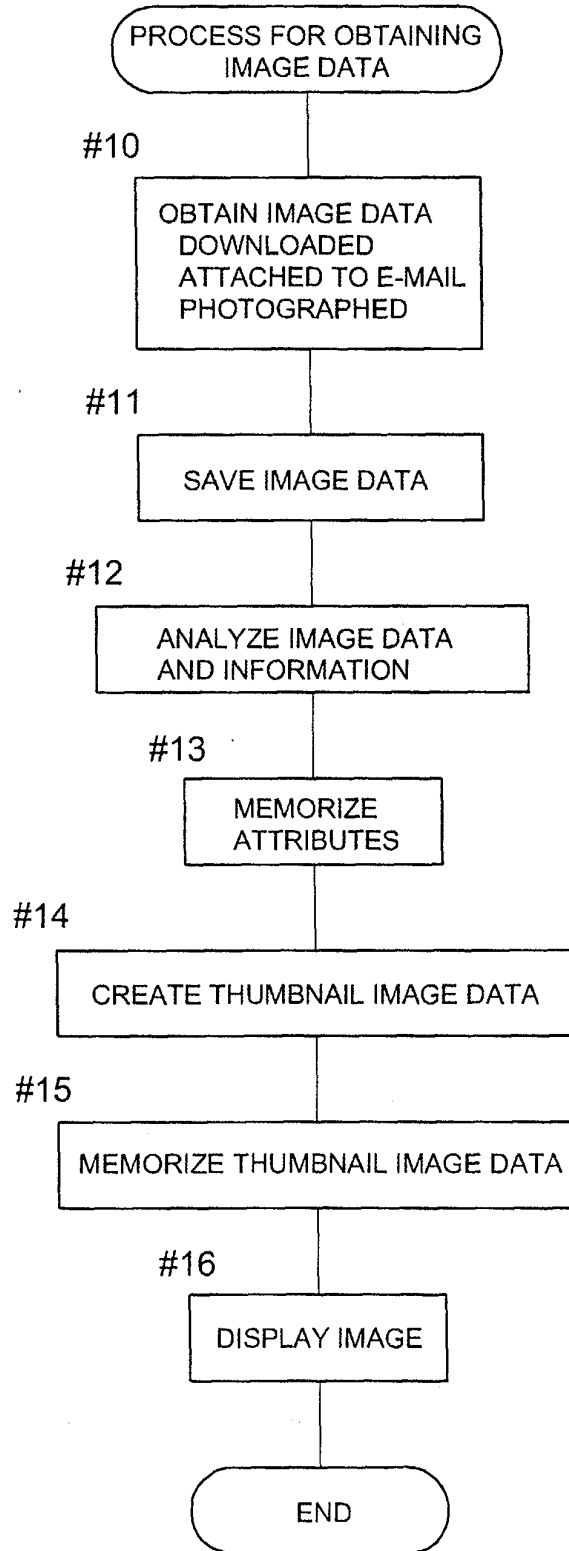 PROCESS FOR OBTAINING
IMAGE DATA
#10
OBTAIN IMAGE DATA
DOWNLOADED
ATTACHED TO E-MAIL
PHOTOGRAPHED
#11
SAVE IMAGE DATA
#12
ANALYZE IMAGE DATA
AND INFORMATION
#13
MEMORIZE
ATTRIBUTES
#14
CREATE THUMBNAIL IMAGE DATA
#15
MEMORIZE THUMBNAIL IMAGE DATA
#16
DISPLAY IMAGE
END